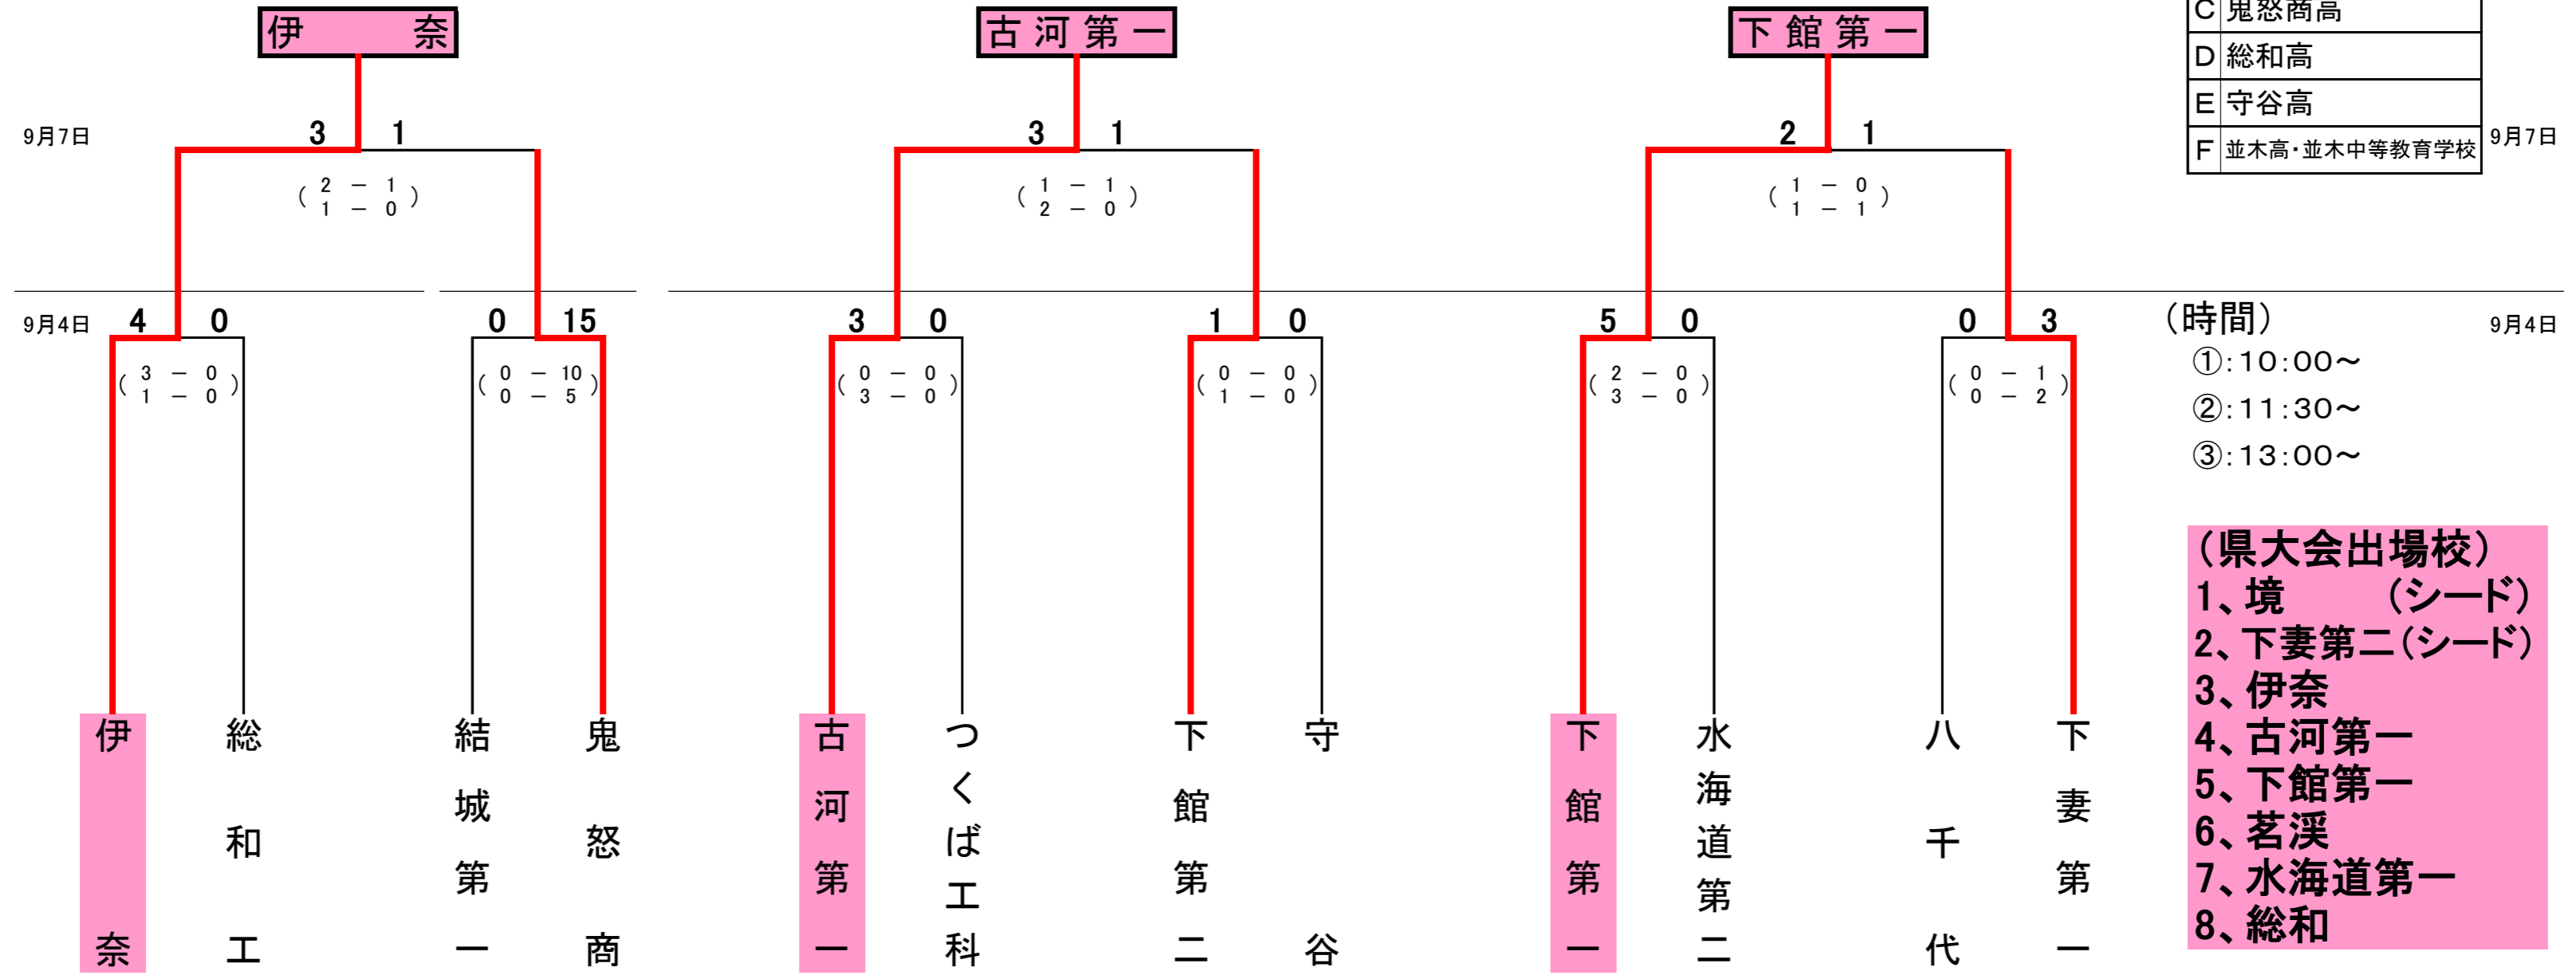 伊奈
古河第一
下館第一
C 鬼怒商高
D 総和高
E 守谷高
F 並木高・並木中等教育学校
9月7日
3 1
3 1
2 1
9月7日
( 2 － 1 )
( 1 － 0 )
( 1 － 1 )
( 2 － 0 )
( 1 － 0 )
( 1 － 1 )
9月4日
4 0
0 15
3 0
1 0
5 0
0 3
9月4日
( 3 － 0 )
( 1 － 0 )
( 0 － 10 )
( 0 － 5 )
( 0 － 0 )
( 3 － 0 )
( 0 － 0 )
( 1 － 0 )
( 2 － 0 )
( 3 － 0 )
( 0 － 1 )
( 0 － 2 )
（時間）
①：10：00～
②：11：30～
③：13：00～
伊奈
総和工
結城第一
鬼怒商
古河第一
つくば工科
下館第二
守谷
下館第一
水海道第二
八千代
下妻第一
（県大会出場校）
1、境　　（シード）
2、下妻第二（シード）
3、伊奈
4、古河第一
5、下館第一
6、茗溪
7、水海道第一
8、総和